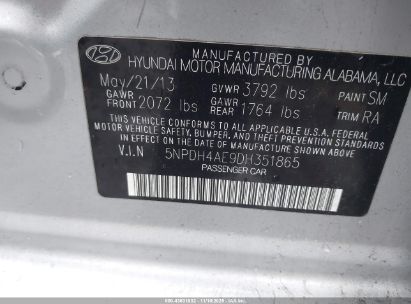 MANUFACTURED BY
HYUNDAI MOTOR MANUFACTURING ALABAMA, LLC
May/21/13 GVWR 3792 lbs PAINT SM
GAWR FRONT 2072 lbs GAWR REAR 1764 lbs TRIM RA
THIS VEHICLE CONFORMS TO ALL APPLICABLE U.S.A FEDERAL MOTOR
VEHICLE SAFETY, BUMPER, AND THEFT PREVENTION STANDARDS
IN EFFECT ON THE DATE OF MANUFACTURE SHOWN ABOVE.
V.I.N 5NPDH4AE9DH351865
PASSENGER CAR